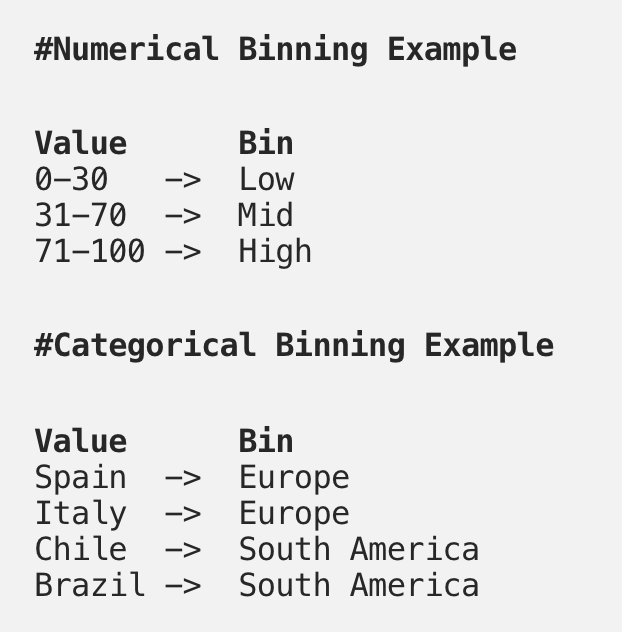 #Numerical Binning Example
Value Bin
0–30 –> Low
31–70 –> Mid
71–100 –> High
#Categorical Binning Example
Value Bin
Spain –> Europe
Italy –> Europe
Chile –> South America
Brazil –> South America